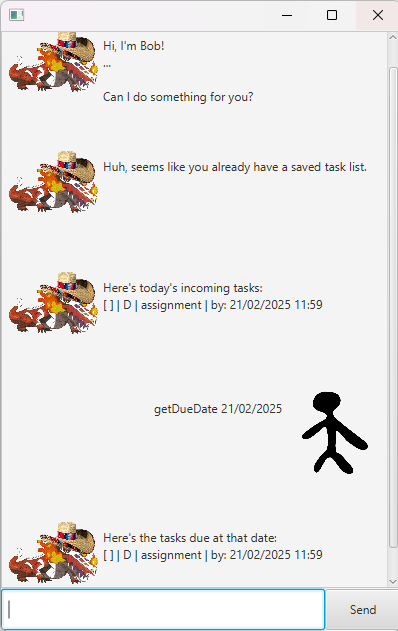 Hi, I'm Bob!
...
Can I do something for you?
Huh, seems like you already have a saved task list.
Here's today's incoming tasks:
[ ] | D | assignment | by: 21/02/2025 11:59
getDueDate 21/02/2025
Here's the tasks due at that date:
[ ] | D | assignment | by: 21/02/2025 11:59
Send